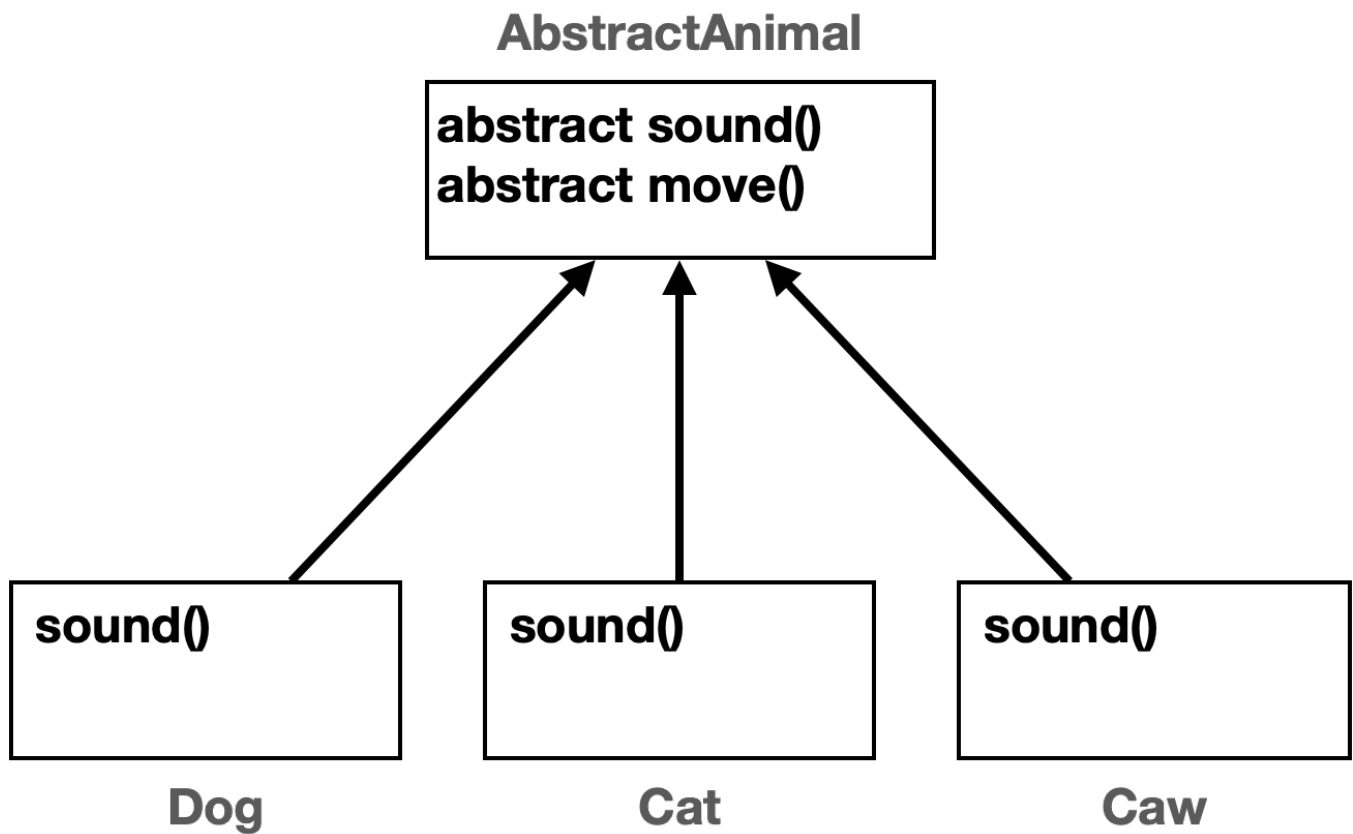 AbstractAnimal
abstract sound()
abstract move()
sound()
sound()
sound()
Dog
Cat
Caw